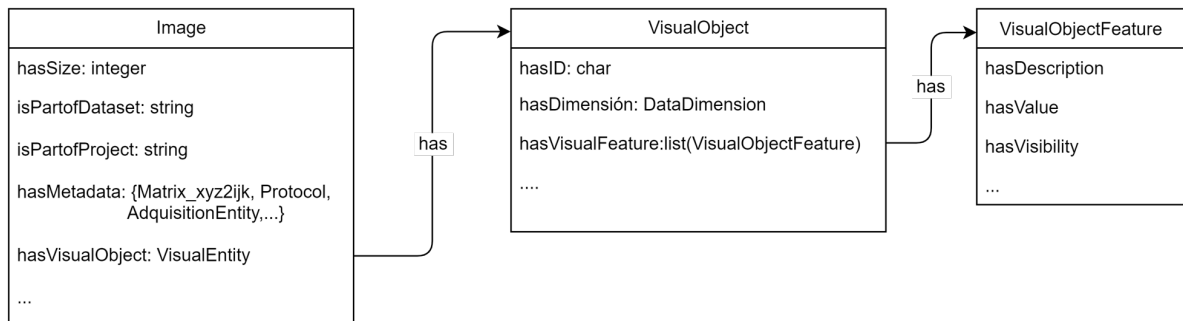 Image
hasSize: integer
isPartofDataset: string
isPartofProject: string
hasMetadata: {Matrix_xyz2ijk, Protocol,
AdquisitionEntity,...}
hasVisualObject: VisualEntity
...
has
VisualObject
hasID: char
hasDimensión: DataDimension
hasVisualFeature:list(VisualObjectFeature)
....
has
VisualObjectFeature
hasDescription
hasValue
hasVisibility
...